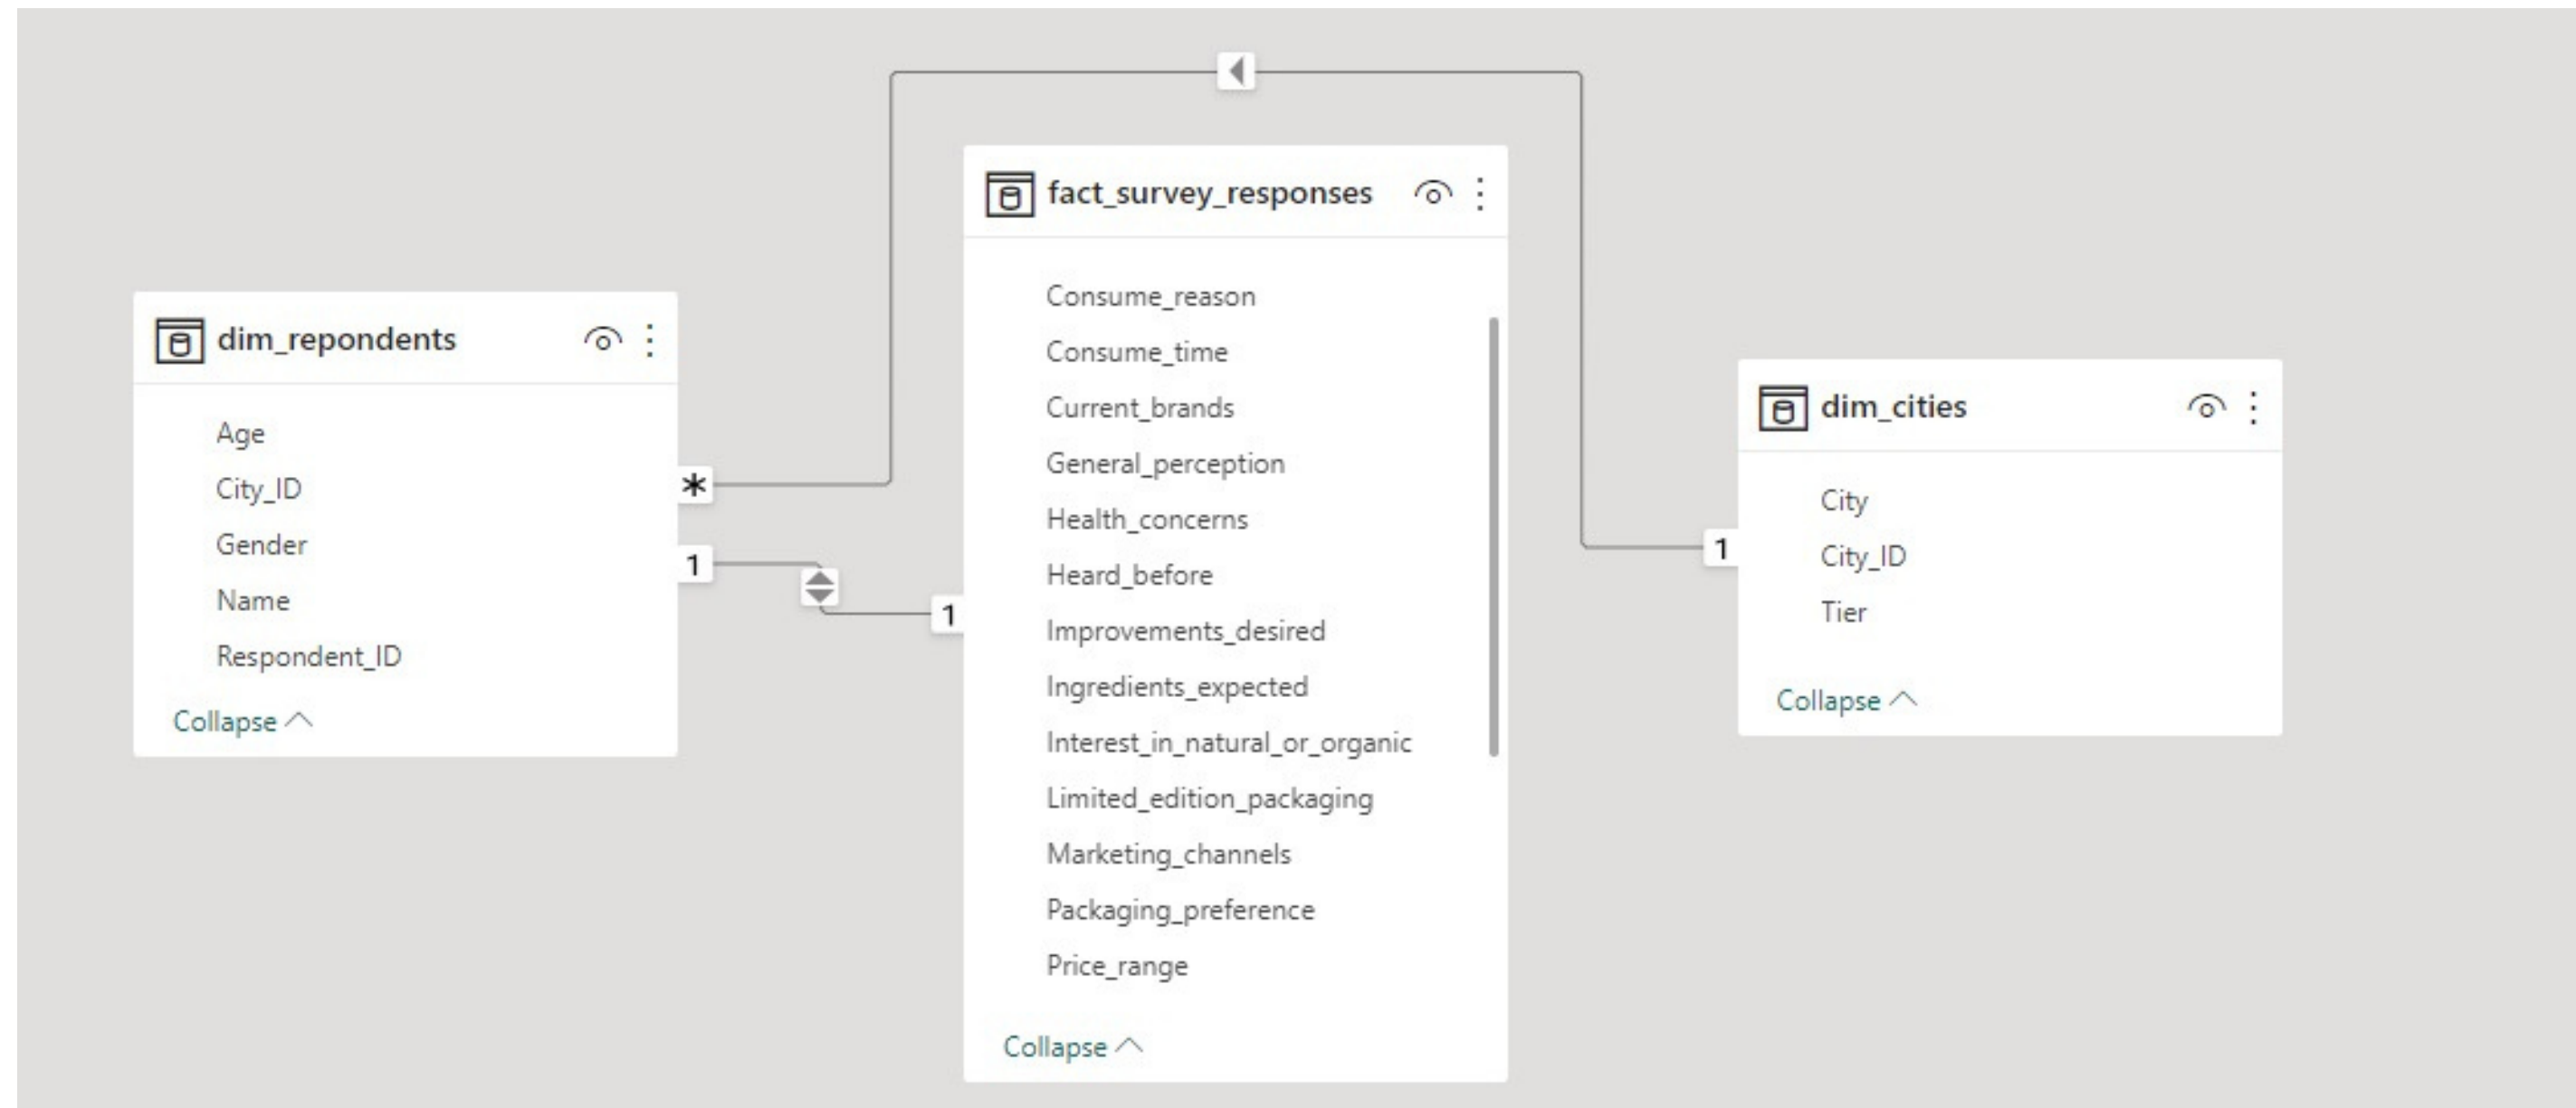 dim_repondents
Age
City_ID
Gender
Name
Respondent_ID
Collapse
*
1
1
fact_survey_responses
Consume_reason
Consume_time
Current_brands
General_perception
Health_concerns
Heard_before
Improvements_desired
Ingredients_expected
Interest_in_natural_or_organic
Limited_edition_packaging
Marketing_channels
Packaging_preference
Price_range
Collapse
1
dim_cities
City
City_ID
Tier
Collapse